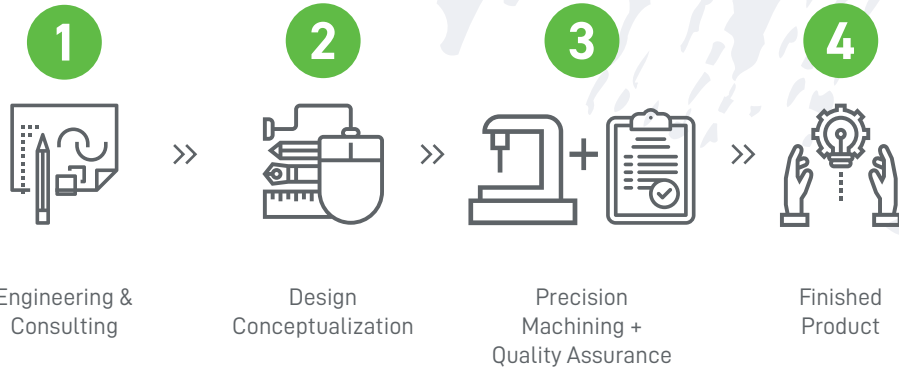 1
2
3
4
Engineering &
Consulting
Design
Conceptualization
Precision
Machining +
Quality Assurance
Finished
Product